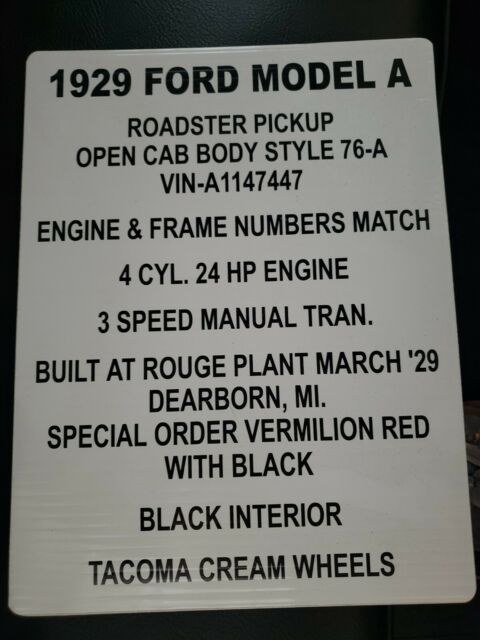 1929 FORD MODEL A
ROADSTER PICKUP
OPEN CAB BODY STYLE 76-A
VIN-A1147447
ENGINE & FRAME NUMBERS MATCH
4 CYL. 24 HP ENGINE
3 SPEED MANUAL TRAN.
BUILT AT ROUGE PLANT MARCH '29
DEARBORN, MI.
SPECIAL ORDER VERMILION RED
WITH BLACK
BLACK INTERIOR
TACOMA CREAM WHEELS